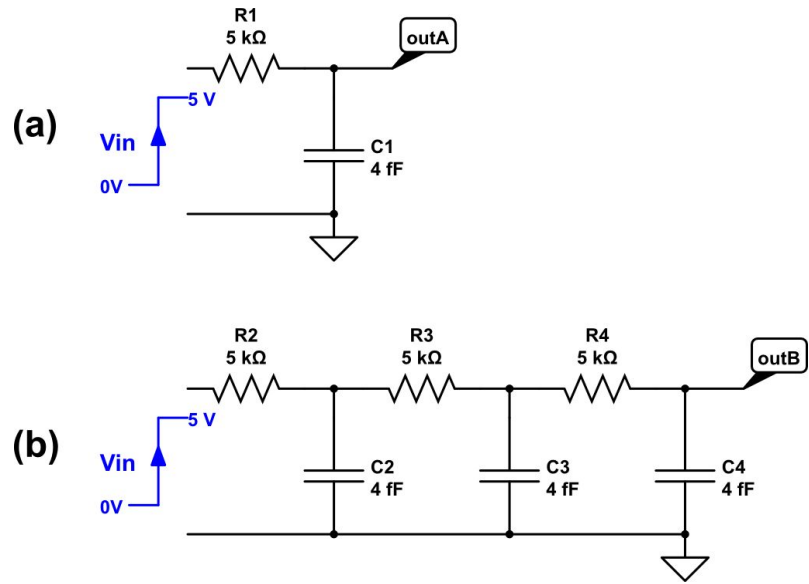 R1
5 kΩ
outA
5 V
(a)
Vin
0V
C1
4 fF
R2
5 kΩ
R3
5 kΩ
R4
5 kΩ
outB
5 V
(b)
Vin
0V
C2
4 fF
C3
4 fF
C4
4 fF